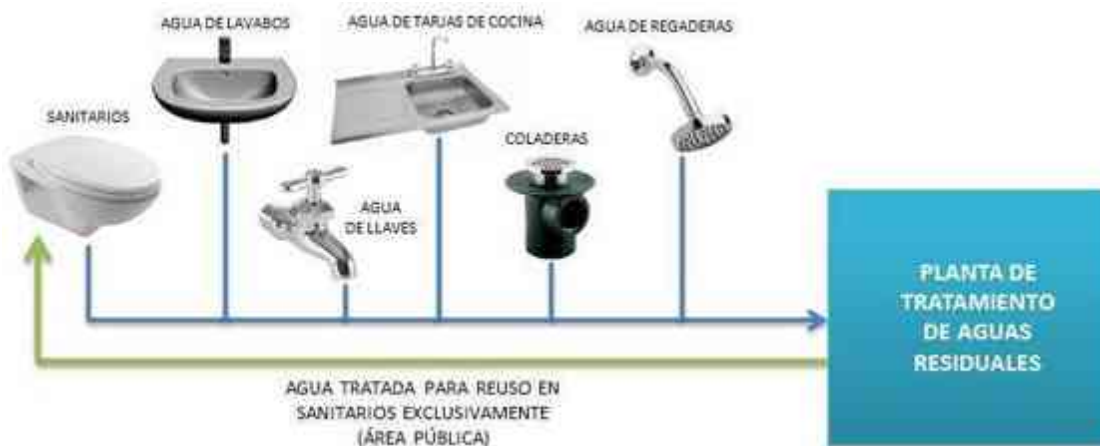 AGUA DE LAVABOS
AGUA DE TARJAS DE COCINA
AGUA DE REGADERAS
SANITARIOS
COLADERAS
AGUA
DE LLAVES
PLANTA DE
TRATAMIENTO
DE AGUAS
RESIDUALES
AGUA TRATADA PARA REUSO EN
SANITARIOS EXCLUSIVAMENTE
(ÁREA PÚBLICA)